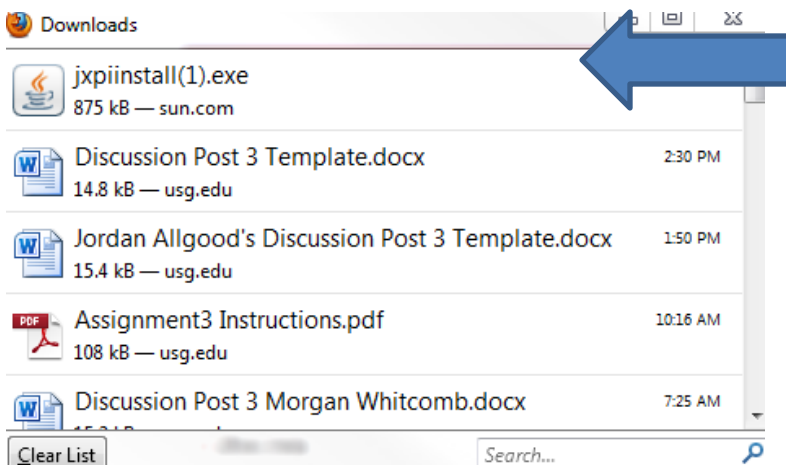 Downloads
jxpiinstall(1).exe
875 kB — sun.com
Discussion Post 3 Template.docx 2:30 PM
14.8 kB — usg.edu
Jordan Allgood's Discussion Post 3 Template.docx 1:50 PM
15.4 kB — usg.edu
Assignment3 Instructions.pdf 10:16 AM
PDF
108 kB — usg.edu
Discussion Post 3 Morgan Whitcomb.docx 7:25 AM
Clear List Search...